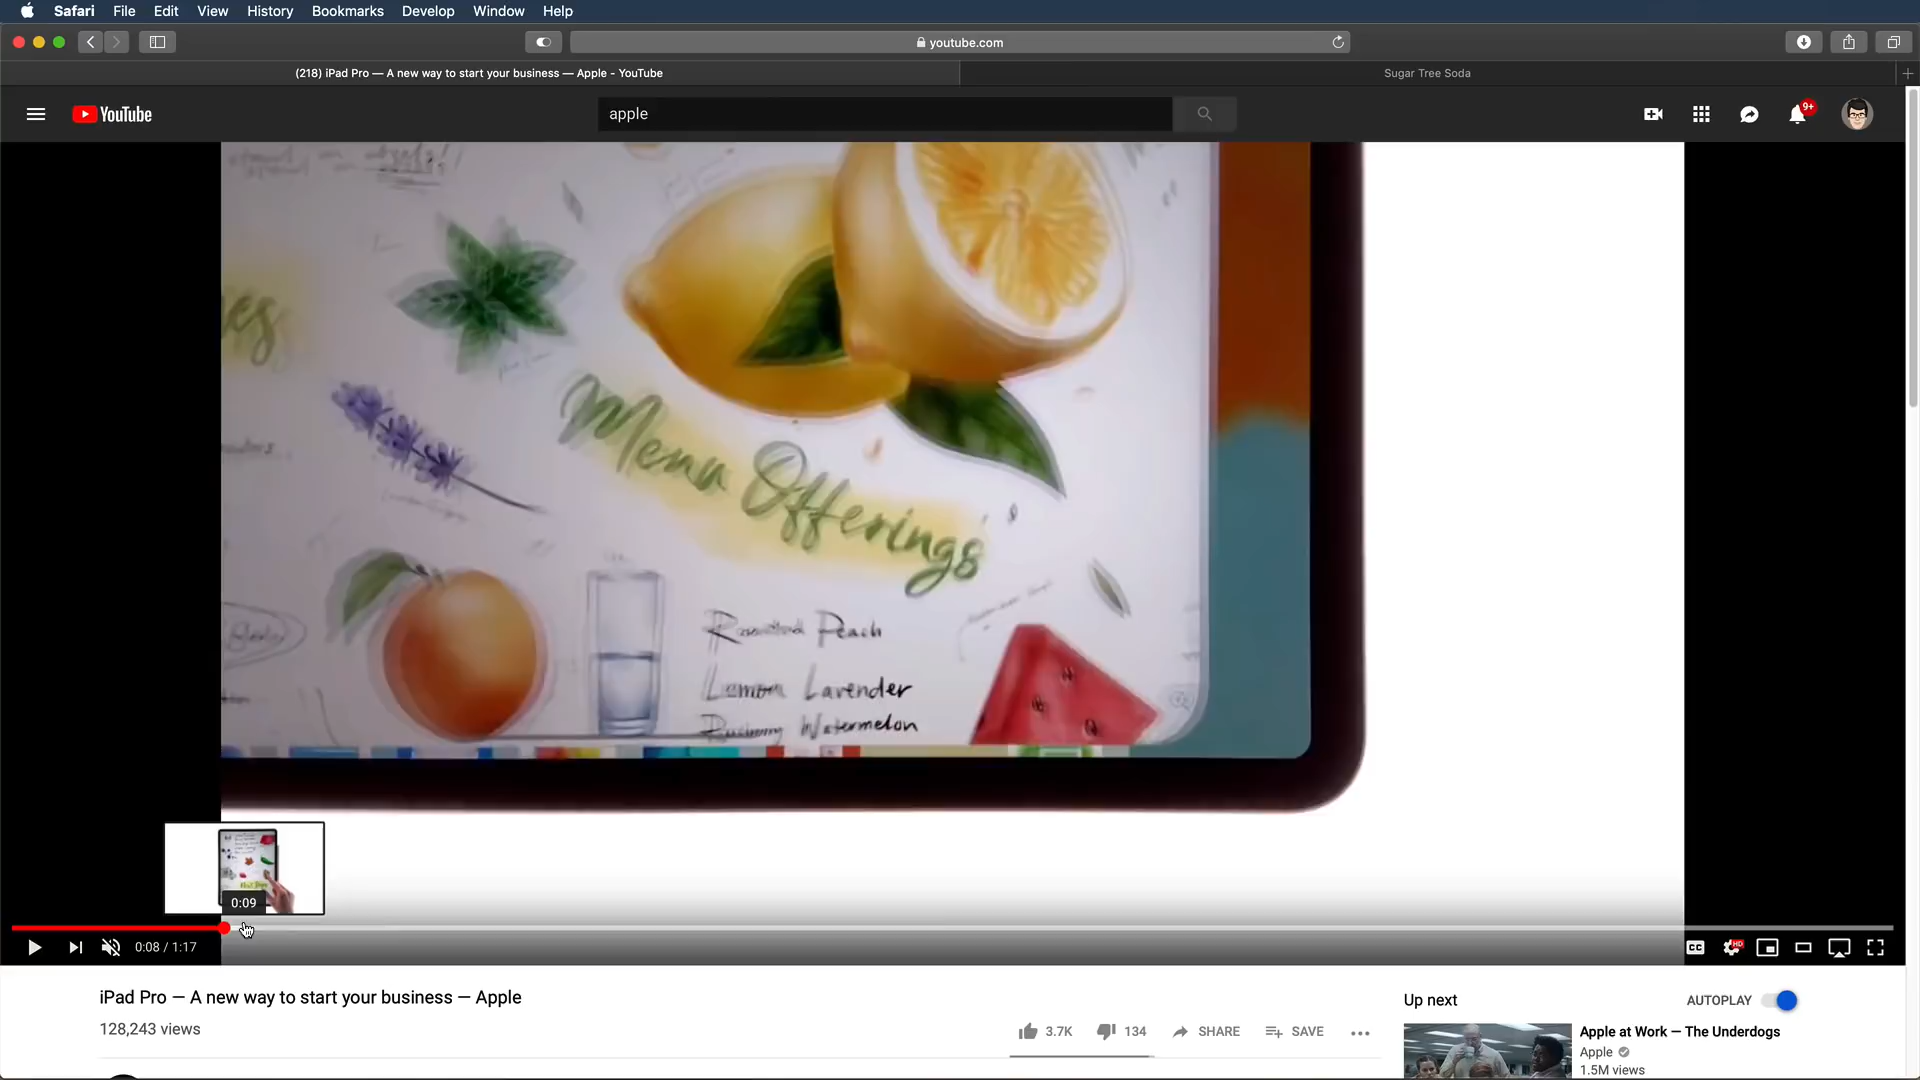 Safari File Edit View History Bookmarks Develop Window Help
youtube.com
(218) iPad Pro — A new way to start your business — Apple - YouTube
Sugar Tree Soda
YouTube
apple
9+
Menu Offerings
Peach
Lemon Lavender
Watermelon
0:09
0:08 / 1:17
CC
HD
iPad Pro — A new way to start your business — Apple
128,243 views
3.7K
134
SHARE
SAVE
Up next
AUTOPLAY
Apple at Work — The Underdogs
Apple
1.5M views